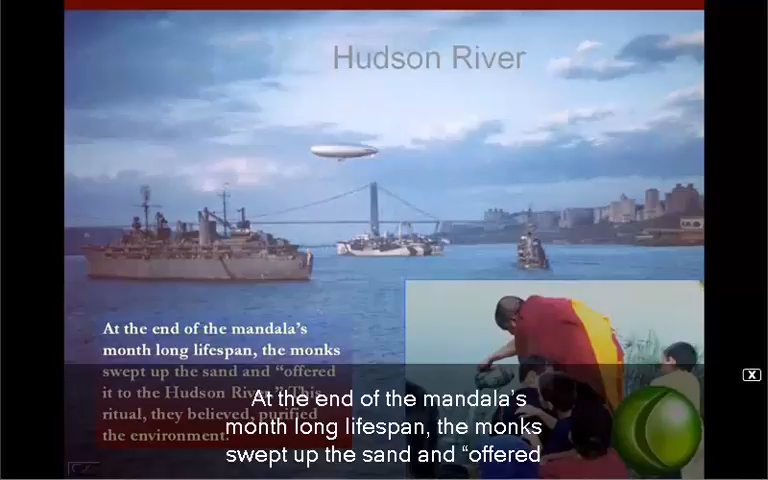 Hudson River
At the end of the mandala's
month long lifespan, the monks
swept up the sand and “offered
it to the Hudson River.” This
ritual, they believed, purified
the environment.
At the end of the mandala’s
month long lifespan, the monks
swept up the sand and “offered
X